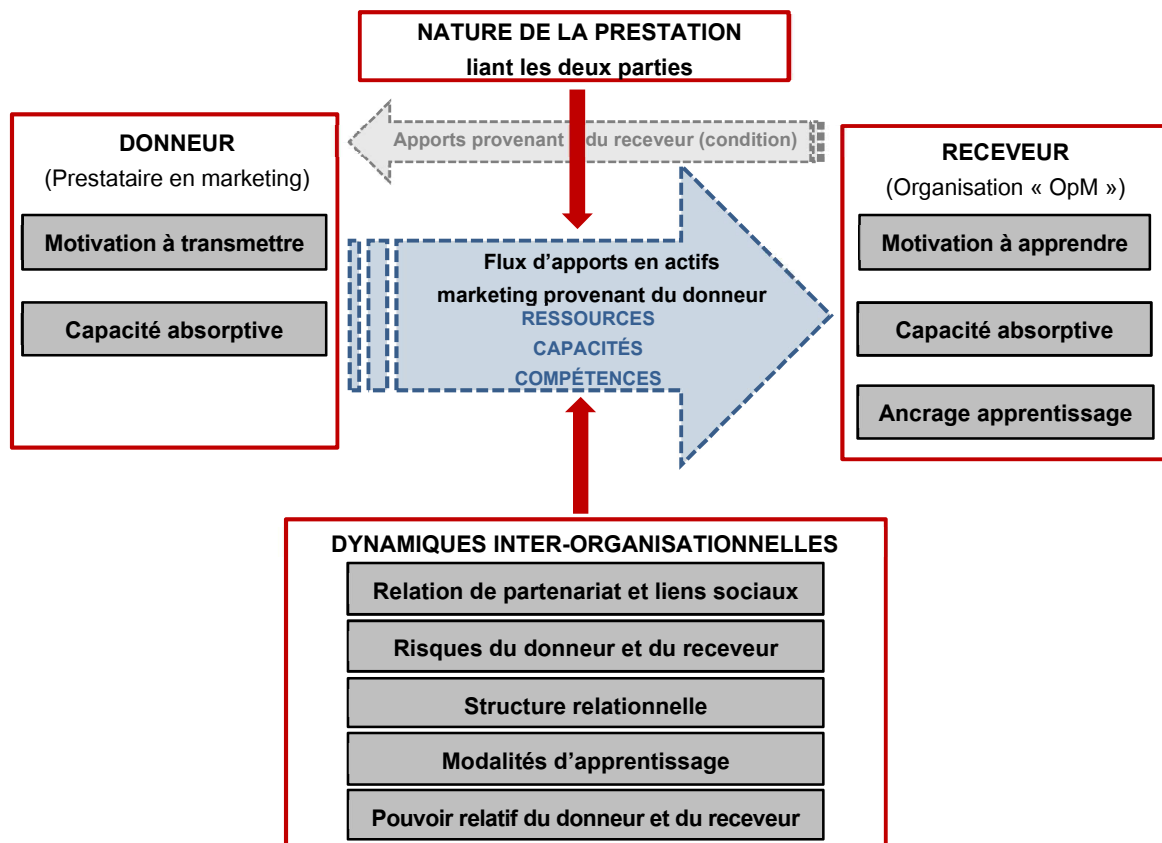 NATURE DE LA PRESTATION
liant les deux parties
Apports provenant du receveur (condition)
DONNEUR
(Prestataire en marketing)
Motivation à transmettre
Capacité absorptive
Flux d’apports en actifs
marketing provenant du donneur
RESSOURCES
CAPACITÉS
COMPÉTENCES
RECEVEUR
(Organisation « OpM »)
Motivation à apprendre
Capacité absorptive
Ancrage apprentissage
DYNAMIQUES INTER-ORGANISATIONNELLES
Relation de partenariat et liens sociaux
Risques du donneur et du receveur
Structure relationnelle
Modalités d’apprentissage
Pouvoir relatif du donneur et du receveur